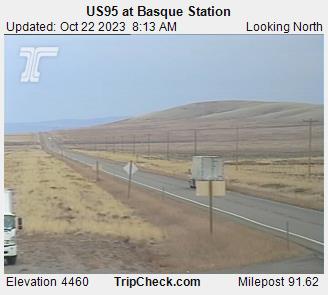 US95 at Basque Station
Updated: Oct 22 2023 8:13 AM Looking North
Elevation 4460 TripCheck.com Milepost 91.62